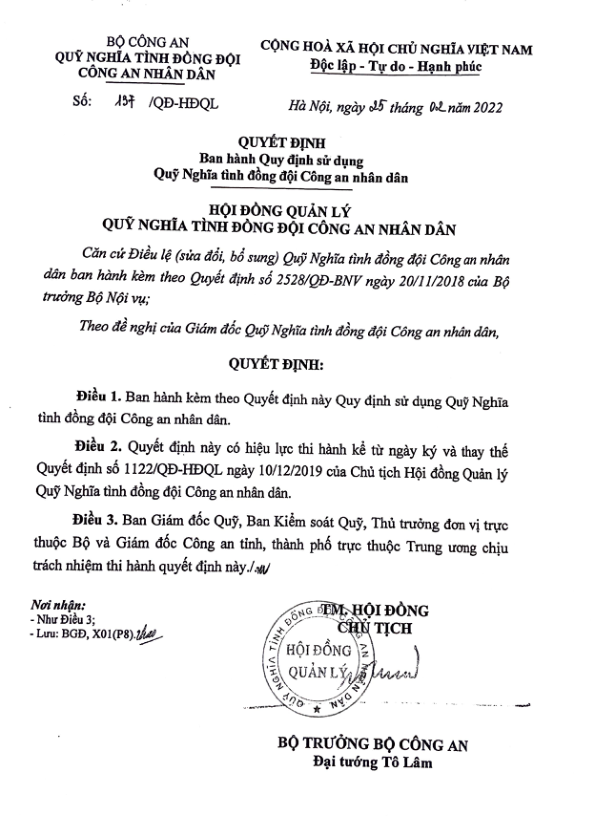 BỘ CÔNG AN
QUỸ NGHĨA TÌNH ĐỒNG ĐỘI
CÔNG AN NHÂN DÂN
Số: 197 /QĐ-HĐQL
CỘNG HOÀ XÃ HỘI CHỦ NGHĨA VIỆT NAM
Độc lập - Tự do - Hạnh phúc
Hà Nội, ngày 25 tháng 02 năm 2022
QUYẾT ĐỊNH
Ban hành Quy định sử dụng
Quỹ Nghĩa tình đồng đội Công an nhân dân
HỘI ĐỒNG QUẢN LÝ
QUỸ NGHĨA TÌNH ĐỒNG ĐỘI CÔNG AN NHÂN DÂN
Căn cứ Điều lệ (sửa đổi, bổ sung) Quỹ Nghĩa tình đồng đội Công an nhân
dân ban hành kèm theo Quyết định số 2528/QĐ-BNV ngày 20/11/2018 của Bộ
trưởng Bộ Nội vụ;
Theo đề nghị của Giám đốc Quỹ Nghĩa tình đồng đội Công an nhân dân,
QUYẾT ĐỊNH:
Điều 1. Ban hành kèm theo Quyết định này Quy định sử dụng Quỹ Nghĩa
tình đồng đội Công an nhân dân.
Điều 2. Quyết định này có hiệu lực thi hành kể từ ngày ký và thay thế
Quyết định số 1122/QĐ-HĐQL ngày 10/12/2019 của Chủ tịch Hội đồng Quản lý
Quỹ Nghĩa tình đồng đội Công an nhân dân.
Điều 3. Ban Giám đốc Quỹ, Ban Kiểm soát Quỹ, Thủ trưởng đơn vị trực
thuộc Bộ và Giám đốc Công an tỉnh, thành phố trực thuộc Trung ương chịu
trách nhiệm thi hành quyết định này./.
Nơi nhận:
- Như Điều 3;
- Lưu: BGĐ, X01(P8).
TM. HỘI ĐỒNG
CHỦ TỊCH
QUỸ NGHĨA TÌNH ĐỒNG ĐỘI CÔNG AN NHÂN DÂN
HỘI ĐỒNG
QUẢN LÝ
BỘ TRƯỞNG BỘ CÔNG AN
Đại tướng Tô Lâm